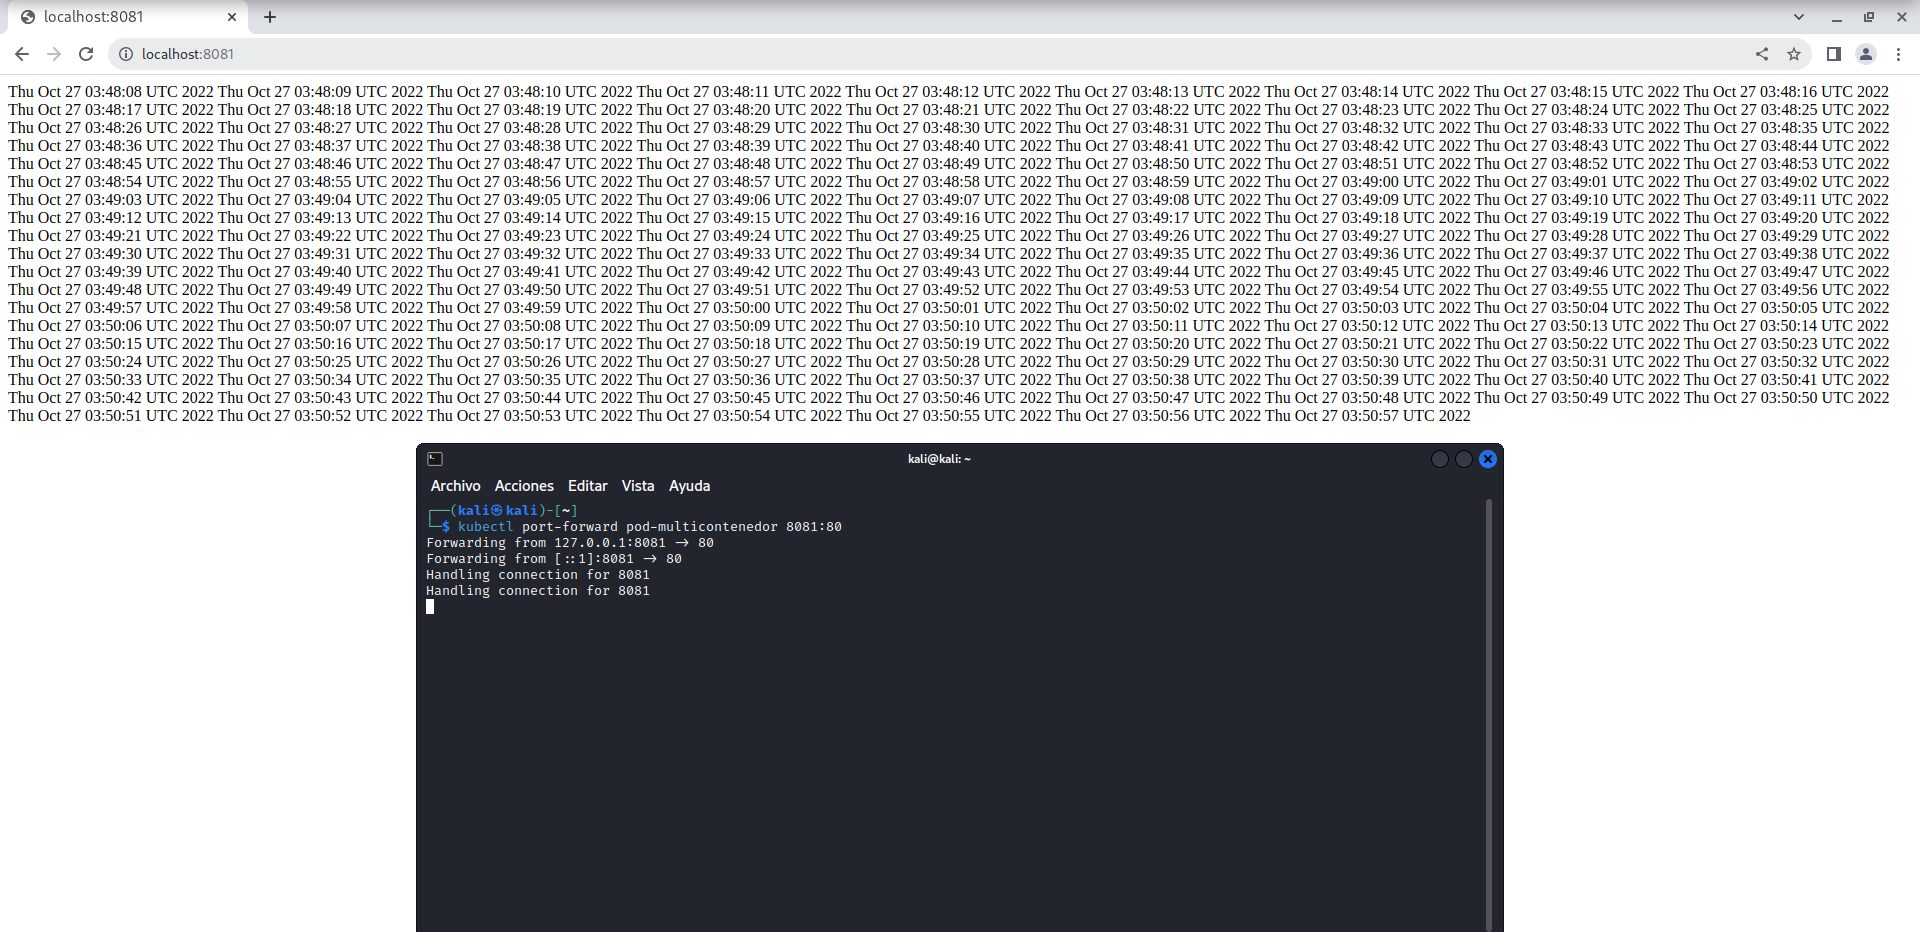 localhost:8081
localhost:8081
Thu Oct 27 03:48:08 UTC 2022 Thu Oct 27 03:48:09 UTC 2022 Thu Oct 27 03:48:10 UTC 2022 Thu Oct 27 03:48:11 UTC 2022 Thu Oct 27 03:48:12 UTC 2022 Thu Oct 27 03:48:13 UTC 2022 Thu Oct 27 03:48:14 UTC 2022 Thu Oct 27 03:48:15 UTC 2022 Thu Oct 27 03:48:16 UTC 2022
Thu Oct 27 03:48:17 UTC 2022 Thu Oct 27 03:48:18 UTC 2022 Thu Oct 27 03:48:19 UTC 2022 Thu Oct 27 03:48:20 UTC 2022 Thu Oct 27 03:48:21 UTC 2022 Thu Oct 27 03:48:22 UTC 2022 Thu Oct 27 03:48:23 UTC 2022 Thu Oct 27 03:48:24 UTC 2022 Thu Oct 27 03:48:25 UTC 2022
Thu Oct 27 03:48:26 UTC 2022 Thu Oct 27 03:48:27 UTC 2022 Thu Oct 27 03:48:28 UTC 2022 Thu Oct 27 03:48:29 UTC 2022 Thu Oct 27 03:48:30 UTC 2022 Thu Oct 27 03:48:31 UTC 2022 Thu Oct 27 03:48:32 UTC 2022 Thu Oct 27 03:48:33 UTC 2022 Thu Oct 27 03:48:35 UTC 2022
Thu Oct 27 03:48:36 UTC 2022 Thu Oct 27 03:48:37 UTC 2022 Thu Oct 27 03:48:38 UTC 2022 Thu Oct 27 03:48:39 UTC 2022 Thu Oct 27 03:48:40 UTC 2022 Thu Oct 27 03:48:41 UTC 2022 Thu Oct 27 03:48:42 UTC 2022 Thu Oct 27 03:48:43 UTC 2022 Thu Oct 27 03:48:44 UTC 2022
Thu Oct 27 03:48:45 UTC 2022 Thu Oct 27 03:48:46 UTC 2022 Thu Oct 27 03:48:47 UTC 2022 Thu Oct 27 03:48:48 UTC 2022 Thu Oct 27 03:48:49 UTC 2022 Thu Oct 27 03:48:50 UTC 2022 Thu Oct 27 03:48:51 UTC 2022 Thu Oct 27 03:48:52 UTC 2022 Thu Oct 27 03:48:53 UTC 2022
Thu Oct 27 03:48:54 UTC 2022 Thu Oct 27 03:48:55 UTC 2022 Thu Oct 27 03:48:56 UTC 2022 Thu Oct 27 03:48:57 UTC 2022 Thu Oct 27 03:48:58 UTC 2022 Thu Oct 27 03:48:59 UTC 2022 Thu Oct 27 03:49:00 UTC 2022 Thu Oct 27 03:49:01 UTC 2022 Thu Oct 27 03:49:02 UTC 2022
Thu Oct 27 03:49:03 UTC 2022 Thu Oct 27 03:49:04 UTC 2022 Thu Oct 27 03:49:05 UTC 2022 Thu Oct 27 03:49:06 UTC 2022 Thu Oct 27 03:49:07 UTC 2022 Thu Oct 27 03:49:08 UTC 2022 Thu Oct 27 03:49:09 UTC 2022 Thu Oct 27 03:49:10 UTC 2022 Thu Oct 27 03:49:11 UTC 2022
Thu Oct 27 03:49:12 UTC 2022 Thu Oct 27 03:49:13 UTC 2022 Thu Oct 27 03:49:14 UTC 2022 Thu Oct 27 03:49:15 UTC 2022 Thu Oct 27 03:49:16 UTC 2022 Thu Oct 27 03:49:17 UTC 2022 Thu Oct 27 03:49:18 UTC 2022 Thu Oct 27 03:49:19 UTC 2022 Thu Oct 27 03:49:20 UTC 2022
Thu Oct 27 03:49:21 UTC 2022 Thu Oct 27 03:49:22 UTC 2022 Thu Oct 27 03:49:23 UTC 2022 Thu Oct 27 03:49:24 UTC 2022 Thu Oct 27 03:49:25 UTC 2022 Thu Oct 27 03:49:26 UTC 2022 Thu Oct 27 03:49:27 UTC 2022 Thu Oct 27 03:49:28 UTC 2022 Thu Oct 27 03:49:29 UTC 2022
Thu Oct 27 03:49:30 UTC 2022 Thu Oct 27 03:49:31 UTC 2022 Thu Oct 27 03:49:32 UTC 2022 Thu Oct 27 03:49:33 UTC 2022 Thu Oct 27 03:49:34 UTC 2022 Thu Oct 27 03:49:35 UTC 2022 Thu Oct 27 03:49:36 UTC 2022 Thu Oct 27 03:49:37 UTC 2022 Thu Oct 27 03:49:38 UTC 2022
Thu Oct 27 03:49:39 UTC 2022 Thu Oct 27 03:49:40 UTC 2022 Thu Oct 27 03:49:41 UTC 2022 Thu Oct 27 03:49:42 UTC 2022 Thu Oct 27 03:49:43 UTC 2022 Thu Oct 27 03:49:44 UTC 2022 Thu Oct 27 03:49:45 UTC 2022 Thu Oct 27 03:49:46 UTC 2022 Thu Oct 27 03:49:47 UTC 2022
Thu Oct 27 03:49:48 UTC 2022 Thu Oct 27 03:49:49 UTC 2022 Thu Oct 27 03:49:50 UTC 2022 Thu Oct 27 03:49:51 UTC 2022 Thu Oct 27 03:49:52 UTC 2022 Thu Oct 27 03:49:53 UTC 2022 Thu Oct 27 03:49:54 UTC 2022 Thu Oct 27 03:49:55 UTC 2022 Thu Oct 27 03:49:56 UTC 2022
Thu Oct 27 03:49:57 UTC 2022 Thu Oct 27 03:49:58 UTC 2022 Thu Oct 27 03:49:59 UTC 2022 Thu Oct 27 03:50:00 UTC 2022 Thu Oct 27 03:50:01 UTC 2022 Thu Oct 27 03:50:02 UTC 2022 Thu Oct 27 03:50:03 UTC 2022 Thu Oct 27 03:50:04 UTC 2022 Thu Oct 27 03:50:05 UTC 2022
Thu Oct 27 03:50:06 UTC 2022 Thu Oct 27 03:50:07 UTC 2022 Thu Oct 27 03:50:08 UTC 2022 Thu Oct 27 03:50:09 UTC 2022 Thu Oct 27 03:50:10 UTC 2022 Thu Oct 27 03:50:11 UTC 2022 Thu Oct 27 03:50:12 UTC 2022 Thu Oct 27 03:50:13 UTC 2022 Thu Oct 27 03:50:14 UTC 2022
Thu Oct 27 03:50:15 UTC 2022 Thu Oct 27 03:50:16 UTC 2022 Thu Oct 27 03:50:17 UTC 2022 Thu Oct 27 03:50:18 UTC 2022 Thu Oct 27 03:50:19 UTC 2022 Thu Oct 27 03:50:20 UTC 2022 Thu Oct 27 03:50:21 UTC 2022 Thu Oct 27 03:50:22 UTC 2022 Thu Oct 27 03:50:23 UTC 2022
Thu Oct 27 03:50:24 UTC 2022 Thu Oct 27 03:50:25 UTC 2022 Thu Oct 27 03:50:26 UTC 2022 Thu Oct 27 03:50:27 UTC 2022 Thu Oct 27 03:50:28 UTC 2022 Thu Oct 27 03:50:29 UTC 2022 Thu Oct 27 03:50:30 UTC 2022 Thu Oct 27 03:50:31 UTC 2022 Thu Oct 27 03:50:32 UTC 2022
Thu Oct 27 03:50:33 UTC 2022 Thu Oct 27 03:50:34 UTC 2022 Thu Oct 27 03:50:35 UTC 2022 Thu Oct 27 03:50:36 UTC 2022 Thu Oct 27 03:50:37 UTC 2022 Thu Oct 27 03:50:38 UTC 2022 Thu Oct 27 03:50:39 UTC 2022 Thu Oct 27 03:50:40 UTC 2022 Thu Oct 27 03:50:41 UTC 2022
Thu Oct 27 03:50:42 UTC 2022 Thu Oct 27 03:50:43 UTC 2022 Thu Oct 27 03:50:44 UTC 2022 Thu Oct 27 03:50:45 UTC 2022 Thu Oct 27 03:50:46 UTC 2022 Thu Oct 27 03:50:47 UTC 2022 Thu Oct 27 03:50:48 UTC 2022 Thu Oct 27 03:50:49 UTC 2022 Thu Oct 27 03:50:50 UTC 2022
Thu Oct 27 03:50:51 UTC 2022 Thu Oct 27 03:50:52 UTC 2022 Thu Oct 27 03:50:53 UTC 2022 Thu Oct 27 03:50:54 UTC 2022 Thu Oct 27 03:50:55 UTC 2022 Thu Oct 27 03:50:56 UTC 2022 Thu Oct 27 03:50:57 UTC 2022
kali@kali: ~
Archivo Acciones Editar Vista Ayuda
┌──(kali㉿kali)-[~]
└─$ kubectl port-forward pod-multicontenedor 8081:80
Forwarding from 127.0.0.1:8081 -> 80
Forwarding from [::1]:8081 -> 80
Handling connection for 8081
Handling connection for 8081